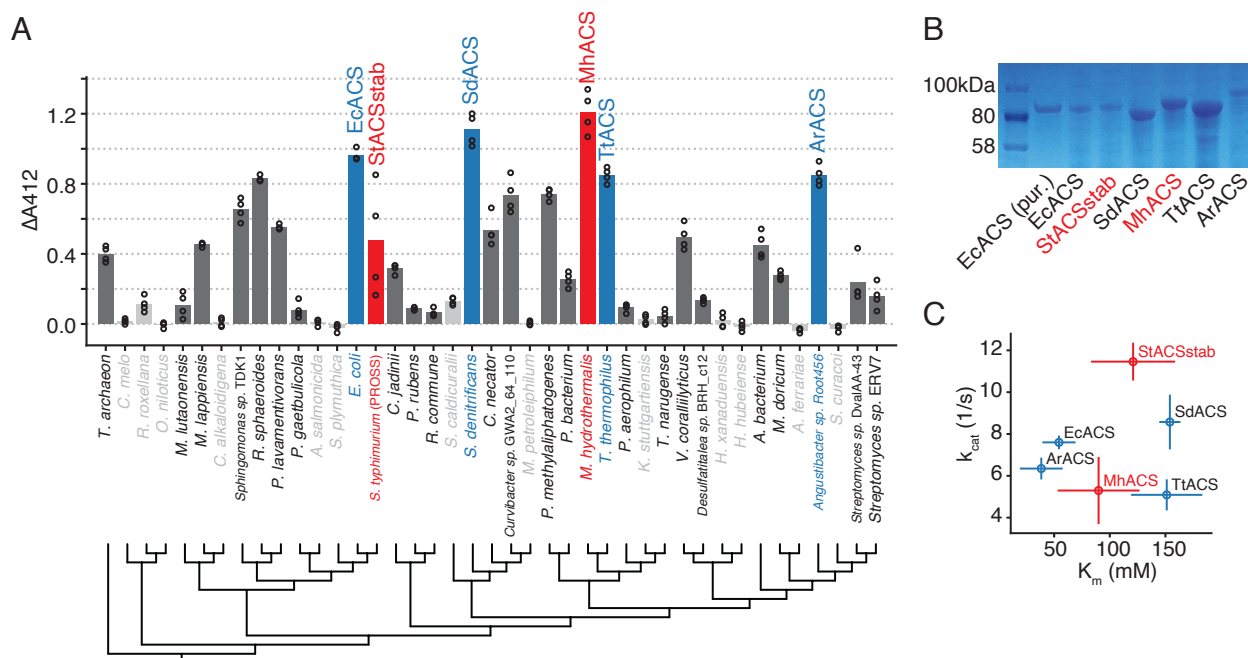 A
ΔA412
1.2
0.8
0.4
0.0
EcACS
StACSstab
SdACS
MhACS
TtACS
ArACS
T. archaeon
C. melo
R. roxellana
O. niloticus
M. lutaonensis
M. lappiensis
C. alkaloidigena
Sphingomonas sp. TDK1
R. sphaeroides
P. lavamentivorans
P. gaetbulicola
A. salmonicida
S. plymuthica
E. coli
S. typhimurium (PROSS)
C. jadinii
P. rubens
R. commune
S. caldicuralii
S. denitrificans
C. necator
Curvibacter sp. GWA2_64_110
M. petroleiphilum
P. methylaliphatogenes
P. bacterium
M. hydrothermalis
T. thermophilus
P. aerophilum
K. stuttgartiensis
T. narugense
V. coralliilyticus
Desulfatitalea sp. BRH_c12
H. xanaduensis
H. hubeiense
A. bacterium
M. doricum
A. ferrariae
Angustibacter sp. Root456
S. curacoi
Streptomyces sp. DvalAA-43
Streptomyces sp. ERV7
B
100kDa
80
58
EcACS (pur.)
EcACS
StACSstab
SdACS
MhACS
TtACS
ArACS
C
kcat (1/s)
12
10
8
6
4
StACSstab
SdACS
EcACS
ArACS
MhACS
TtACS
50
100
150
Km (mM)